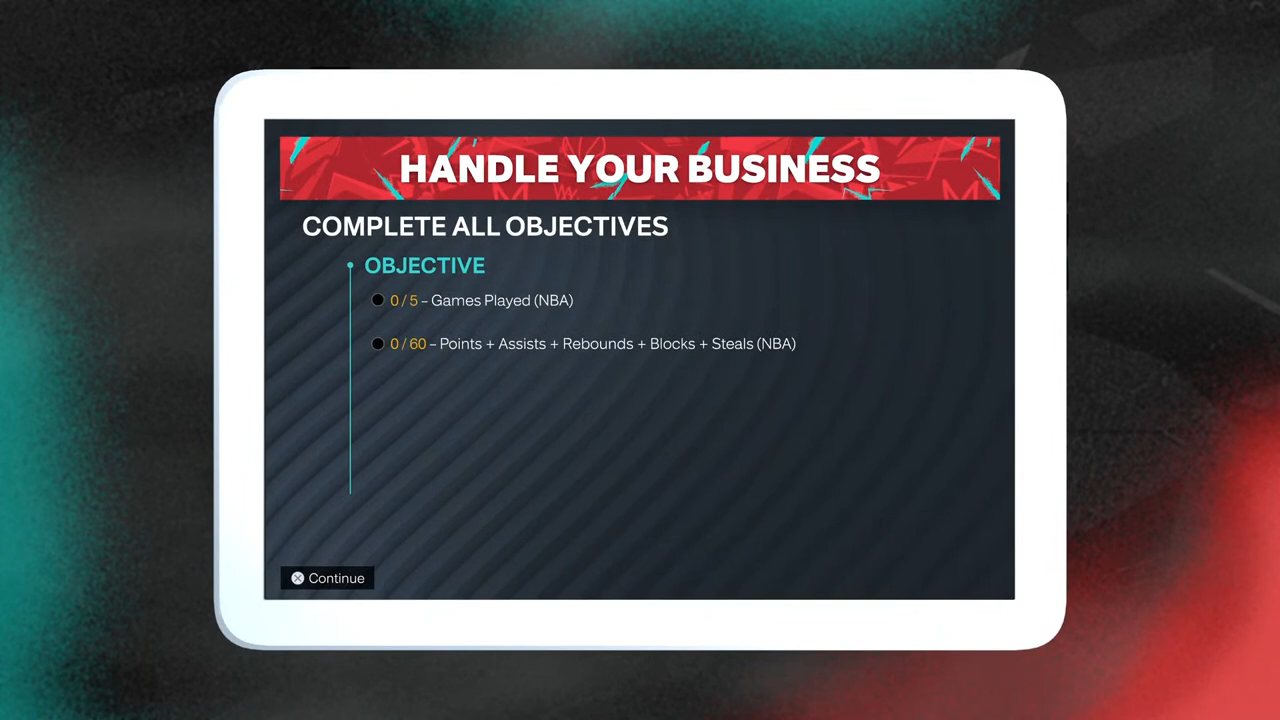 HANDLE YOUR BUSINESS
COMPLETE ALL OBJECTIVES
OBJECTIVE
0 / 5 – Games Played (NBA)
0 / 60 – Points + Assists + Rebounds + Blocks + Steals (NBA)
Continue